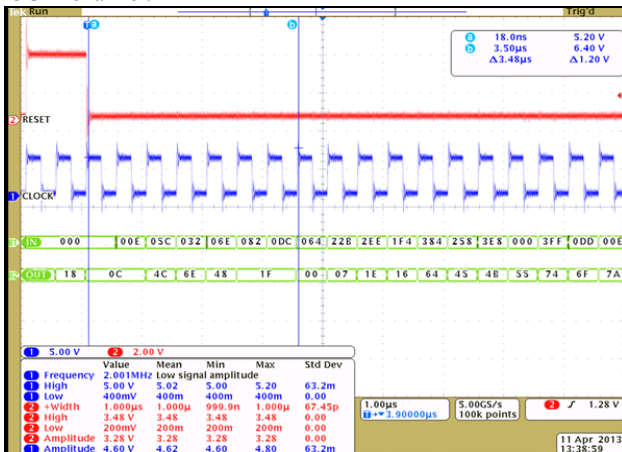 Tek Run Trig'd
a b
a 18.0ns 5.20 V
b 3.50µs 6.40 V
Δ3.48µs Δ1.20 V
2 RESET
1 CLOCK
IN 000 00E 05C 032 06E 082 0DC 064 22B 2EE 1F4 384 258 3E8 000 3FF 0DD 00E
OUT 18 0C 4C 6E 48 1F 00 07 1E 16 64 45 4B 55 74 6F 7A
1 5.00 V 2 2.00 V
Value Mean Min Max Std Dev
1 Frequency 2.001MHz Low signal amplitude
1 High 5.00 V 5.02 5.00 5.20 63.2m
1 Low 400mV 400m 400m 400m 0.00
2 +Width 1.000µs 1.000µ 999.9n 1.000µ 67.45p
2 High 3.48 V 3.48 3.48 3.48 0.00
2 Low 200mV 200m 200m 200m 0.00
2 Amplitude 3.28 V 3.28 3.28 3.28 0.00
1 Amplitude 4.60 V 4.62 4.60 4.80 63.2m
1.00µs 5.00GS/s 2 1.28 V
3.90000µs 100k points
11 Apr 2013
13:38:59